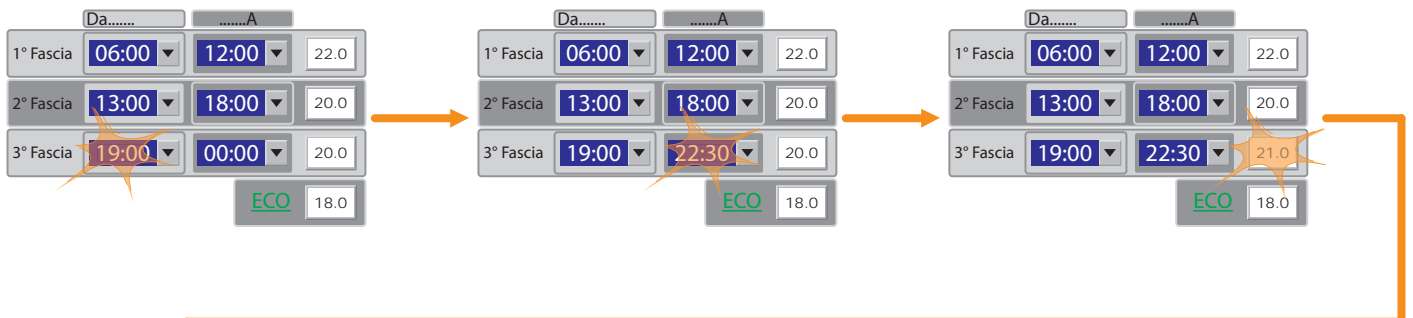 Da....... .......A
1° Fascia 06:00 12:00 22.0
2° Fascia 13:00 18:00 20.0
3° Fascia 19:00 00:00 20.0
ECO 18.0
Da....... .......A
1° Fascia 06:00 12:00 22.0
2° Fascia 13:00 18:00 20.0
3° Fascia 19:00 22:30 20.0
ECO 18.0
Da....... .......A
1° Fascia 06:00 12:00 22.0
2° Fascia 13:00 18:00 20.0
3° Fascia 19:00 22:30 21.0
ECO 18.0